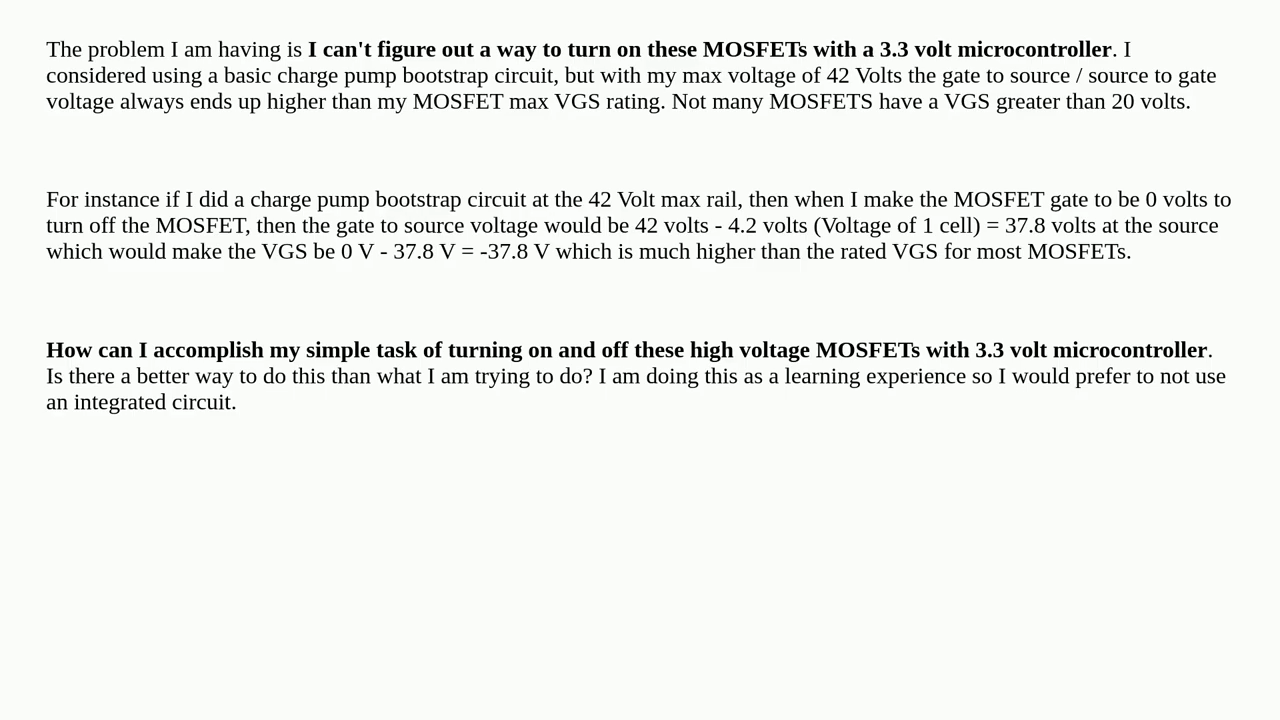 The problem I am having is I can't figure out a way to turn on these MOSFETs with a 3.3 volt microcontroller. I
considered using a basic charge pump bootstrap circuit, but with my max voltage of 42 Volts the gate to source / source to gate
voltage always ends up higher than my MOSFET max VGS rating. Not many MOSFETS have a VGS greater than 20 volts.
For instance if I did a charge pump bootstrap circuit at the 42 Volt max rail, then when I make the MOSFET gate to be 0 volts to
turn off the MOSFET, then the gate to source voltage would be 42 volts - 4.2 volts (Voltage of 1 cell) = 37.8 volts at the source
which would make the VGS be 0 V - 37.8 V = -37.8 V which is much higher than the rated VGS for most MOSFETs.
How can I accomplish my simple task of turning on and off these high voltage MOSFETs with 3.3 volt microcontroller.
Is there a better way to do this than what I am trying to do? I am doing this as a learning experience so I would prefer to not use
an integrated circuit.